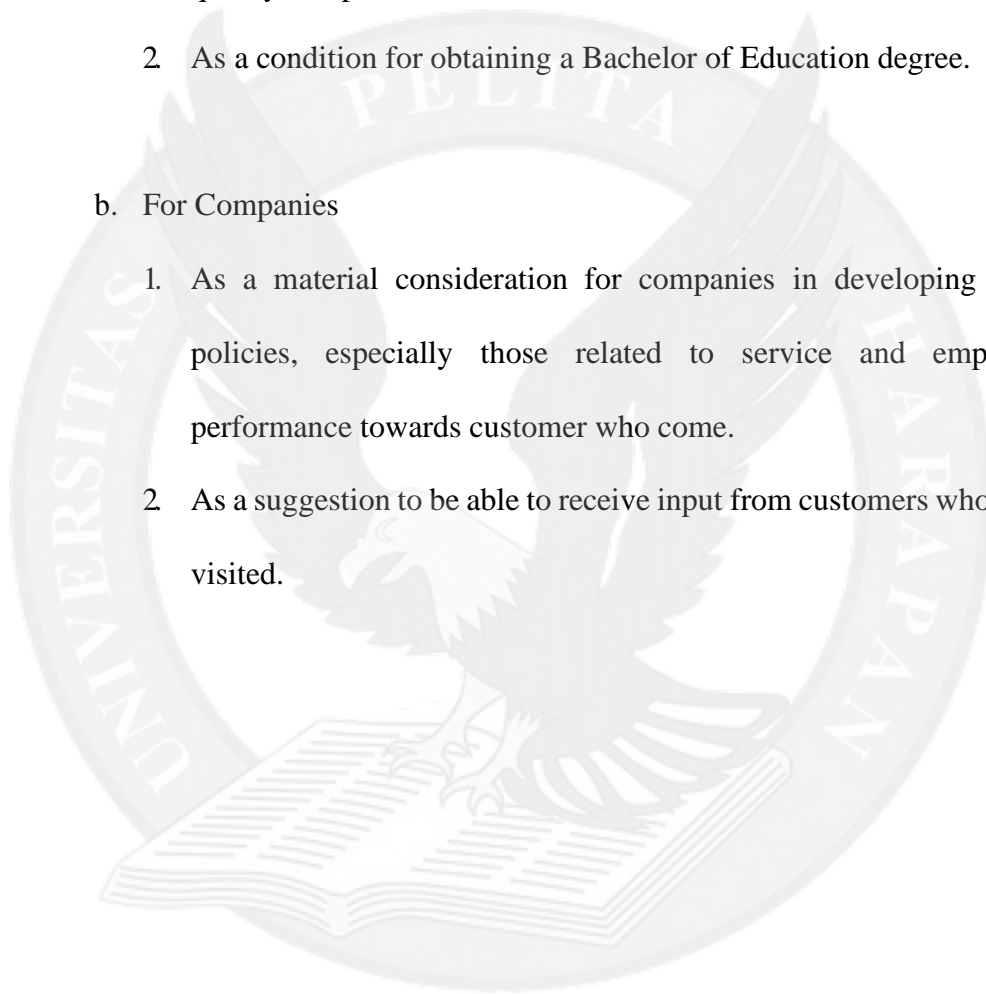 2. As a condition for obtaining a Bachelor of Education degree.
PELITA
b. For Companies
1. As a material consideration for companies in developing
policies, especially those related to service and emp
performance towards customer who come.
2. As a suggestion to be able to receive input from customers who
visited.
UNIVERSITAS
HARAPAN